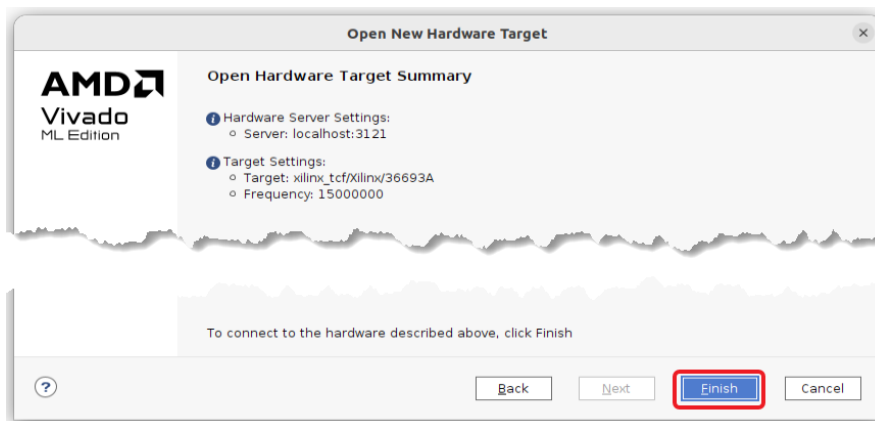 Open New Hardware Target
AMD
Vivado
ML Edition
Open Hardware Target Summary
Hardware Server Settings:
Server: localhost:3121
Target Settings:
Target: xilinx_tcf/Xilinx/36693A
Frequency: 15000000
To connect to the hardware described above, click Finish
?
Back Next Finish Cancel